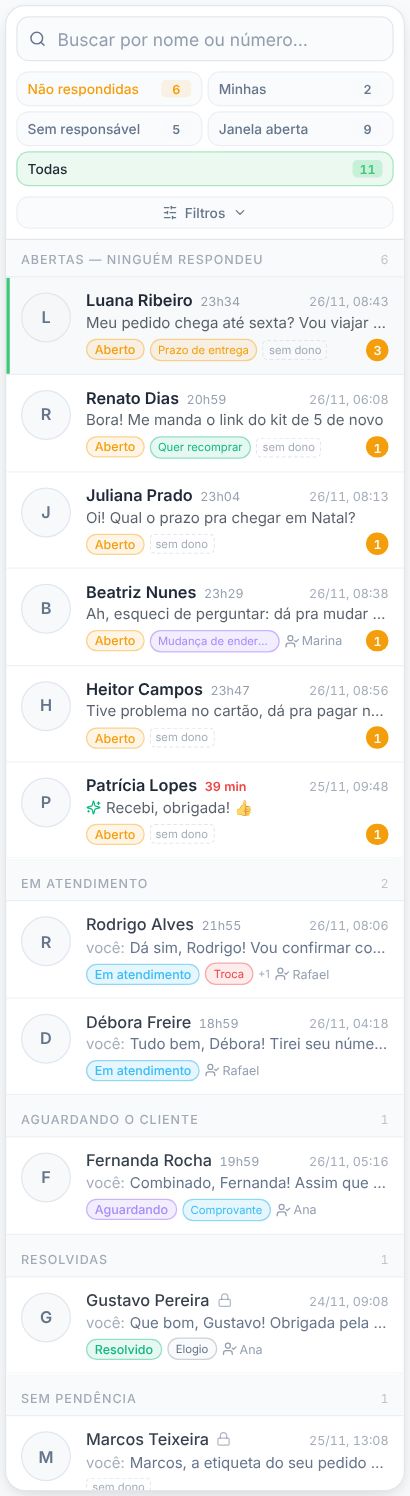 Buscar por nome ou número...
Não respondidas 6
Minhas 2
Sem responsável 5
Janela aberta 9
Todas 11
Filtros
ABERTAS — NINGUÉM RESPONDEU 6
L
Luana Ribeiro 23h34 26/11, 08:43
Meu pedido chega até sexta? Vou viajar ...
Aberto Prazo de entrega sem dono 3
R
Renato Dias 20h59 26/11, 06:08
Bora! Me manda o link do kit de 5 de novo
Aberto Quer recomprar sem dono 1
J
Juliana Prado 23h04 26/11, 08:13
Oi! Qual o prazo pra chegar em Natal?
Aberto sem dono 1
B
Beatriz Nunes 23h29 26/11, 08:38
Ah, esqueci de perguntar: dá pra mudar ...
Aberto Mudança de ender... Marina 1
H
Heitor Campos 23h47 26/11, 08:56
Tive problema no cartão, dá pra pagar n...
Aberto sem dono 1
P
Patrícia Lopes 39 min 25/11, 09:48
Recebi, obrigada! 👍
Aberto sem dono 1
EM ATENDIMENTO 2
R
Rodrigo Alves 21h55 26/11, 08:06
você: Dá sim, Rodrigo! Vou confirmar co...
Em atendimento Troca +1 Rafael
D
Débora Freire 18h59 26/11, 04:18
você: Tudo bem, Débora! Tirei seu núme...
Em atendimento Rafael
AGUARDANDO O CLIENTE 1
F
Fernanda Rocha 19h59 26/11, 05:16
você: Combinado, Fernanda! Assim que ...
Aguardando Comprovante Ana
RESOLVIDAS 1
G
Gustavo Pereira 24/11, 09:08
você: Que bom, Gustavo! Obrigada pela ...
Resolvido Elogio Ana
SEM PENDÊNCIA 1
M
Marcos Teixeira 25/11, 13:08
você: Marcos, a etiqueta do seu pedido ...
sem dono